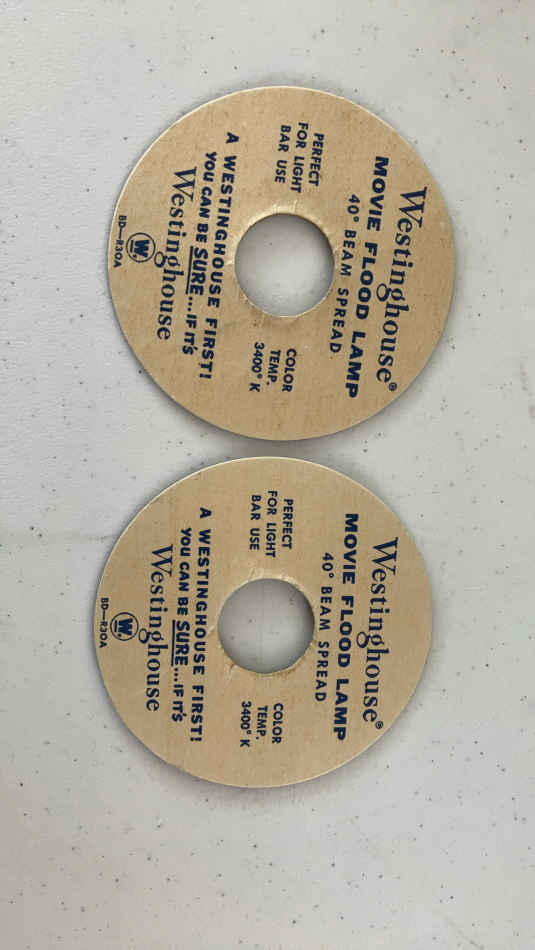 Westinghouse®
MOVIE FLOOD LAMP
40° BEAM SPREAD
PERFECT
FOR LIGHT
BAR USE
COLOR
TEMP.
3400° K
A WESTINGHOUSE FIRST!
YOU CAN BE SURE...IF IT'S
Westinghouse
W
BD—R30A
Westinghouse®
MOVIE FLOOD LAMP
40° BEAM SPREAD
PERFECT
FOR LIGHT
BAR USE
COLOR
TEMP.
3400° K
A WESTINGHOUSE FIRST!
YOU CAN BE SURE...IF IT'S
Westinghouse
W
BD—R30A